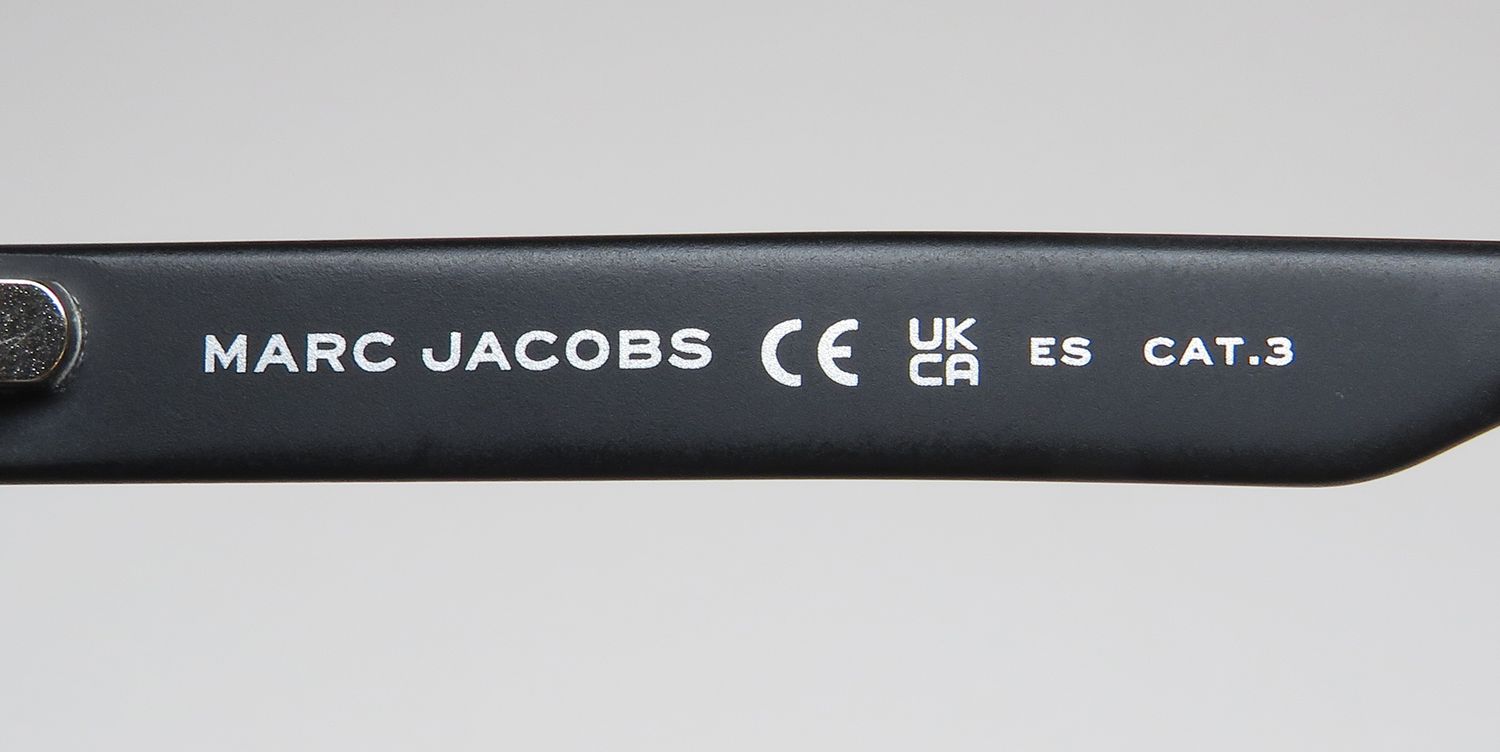 MARC JACOBS CE UK CA ES CAT.3